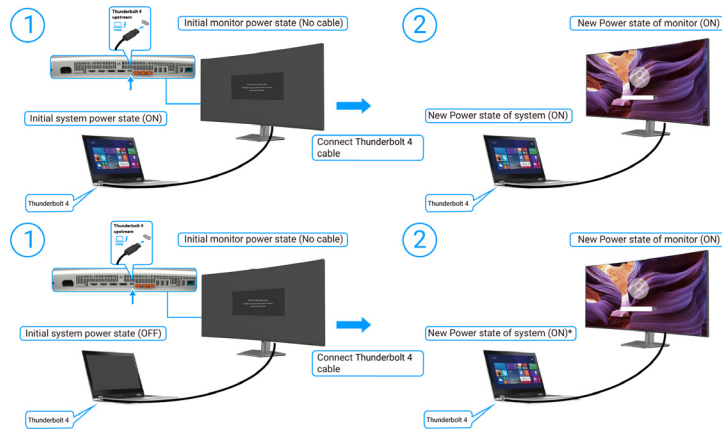 1
Thunderbolt 4
upstream
Initial monitor power state (No cable)
2
New Power state of monitor (ON)
Initial system power state (ON)
New Power state of system (ON)
Connect Thunderbolt 4
cable
Thunderbolt 4
Thunderbolt 4
1
Thunderbolt 4
upstream
Initial monitor power state (No cable)
2
New Power state of monitor (ON)
Initial system power state (OFF)
New Power state of system (ON)*
Connect Thunderbolt 4
cable
Thunderbolt 4
Thunderbolt 4